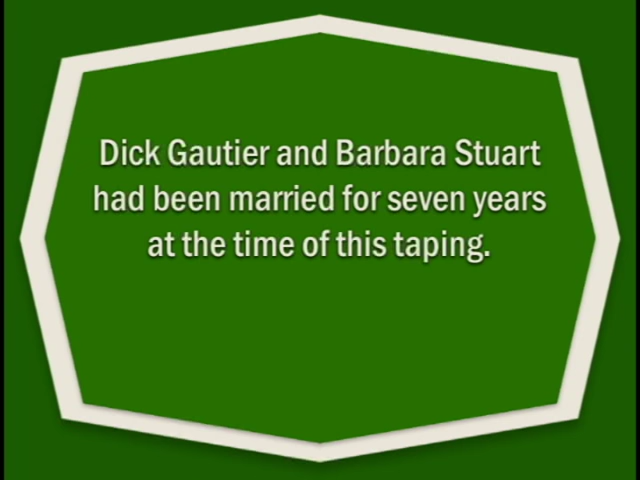 Dick Gautier and Barbara Stuart
had been married for seven years
at the time of this taping.